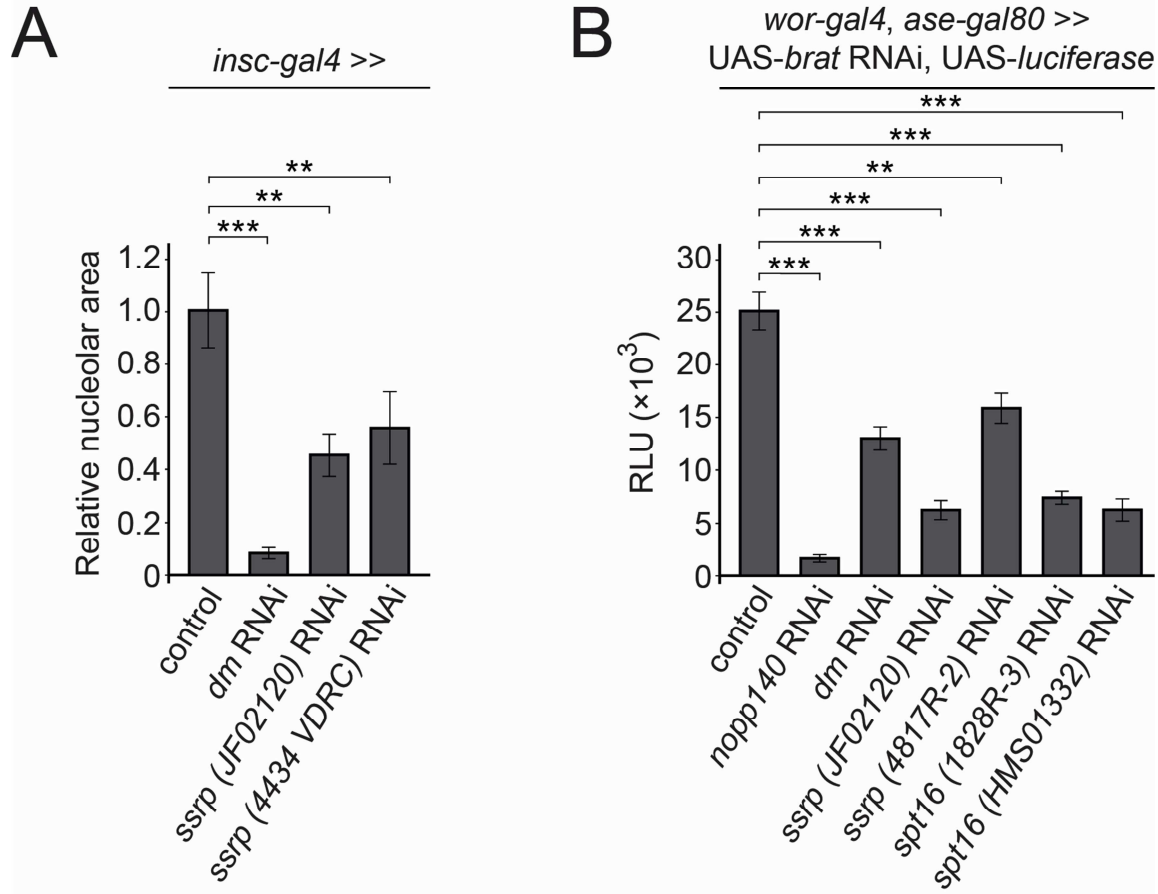 A
insc-gal4 >>
**
**
***
Relative nucleolar area
1.2
1.0
0.8
0.6
0.4
0.2
0
control
dm RNAi
ssrp (JF02120) RNAi
ssrp (4434 VDRC) RNAi
B
wor-gal4, ase-gal80 >>
UAS-brat RNAi, UAS-luciferase
***
***
**
***
***
***
RLU (×10³)
30
25
20
15
10
5
0
control
nopp140 RNAi
dm RNAi
ssrp (JF02120) RNAi
ssrp (4817R-2) RNAi
spt16 (1828R-3) RNAi
spt16 (HMS01332) RNAi